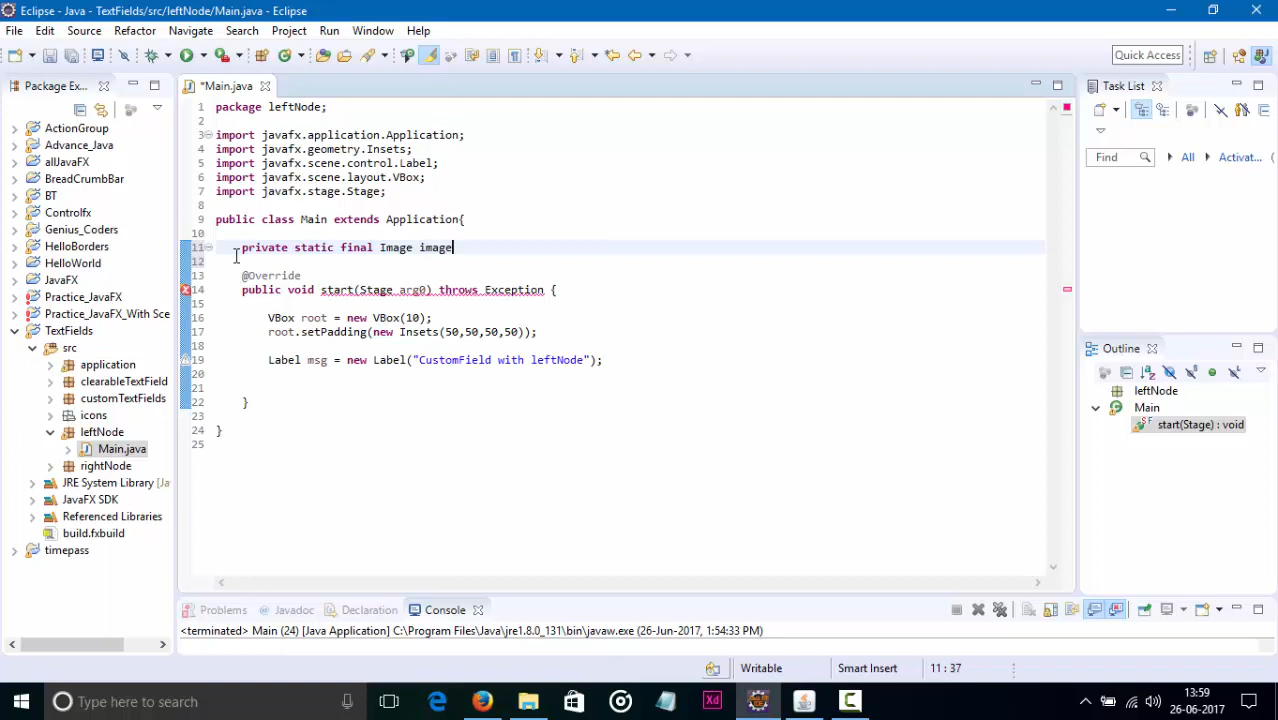 Eclipse - Java - TextFields/src/leftNode/Main.java - Eclipse
File Edit Source Refactor Navigate Search Project Run Window Help
Quick Access
Package Ex...
*Main.java
Task List
ActionGroup
Advance_Java
allJavaFX
BreadCrumbBar
BT
Controlfx
Genius_Coders
HelloBorders
HelloWorld
JavaFX
Practice_JavaFX
Practice_JavaFX_With Sce
TextFields
src
application
clearableTextField
customTextFields
icons
leftNode
Main.java
rightNode
JRE System Library [JavaS
JavaFX SDK
Referenced Libraries
build.fxbuild
timepass
1 package leftNode;
2
3 import javafx.application.Application;
4 import javafx.geometry.Insets;
5 import javafx.scene.control.Label;
6 import javafx.scene.layout.VBox;
7 import javafx.stage.Stage;
8
9 public class Main extends Application{
10
11 private static final Image image
12
13 @Override
14 public void start(Stage arg0) throws Exception {
15
16 VBox root = new VBox(10);
17 root.setPadding(new Insets(50,50,50,50));
18
19 Label msg = new Label("CustomField with leftNode");
20
21
22 }
23
24 }
25
Find All Activat...
Outline
leftNode
Main
start(Stage) : void
Problems Javadoc Declaration Console
<terminated> Main (24) [Java Application] C:\Program Files\Java\jre1.8.0_131\bin\javaw.exe (26-Jun-2017, 1:54:33 PM)
Writable Smart Insert 11 : 37
Type here to search
Xd
13:59
26-06-2017